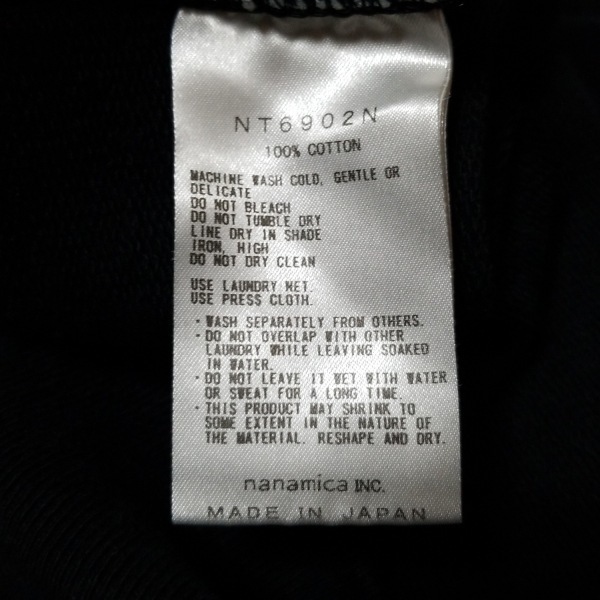 NT6902N
100% COTTON
MACHINE WASH COLD, GENTLE OR
DELICATE
DO NOT BLEACH
DO NOT TUMBLE DRY
LINE DRY IN SHADE
IRON, HIGH
DO NOT DRY CLEAN
USE LAUNDRY NET.
USE PRESS CLOTH.
・WASH SEPARATELY FROM OTHERS.
・DO NOT OVERLAP WITH OTHER
LAUNDRY WHILE LEAVING SOAKED
IN WATER.
・DO NOT LEAVE IT WET WITH WATER
OR SWEAT FOR A LONG TIME.
・THIS PRODUCT MAY SHRINK TO
SOME EXTENT IN THE NATURE OF
THE MATERIAL. RESHAPE AND DRY.
nanamica INC.
MADE IN JAPAN